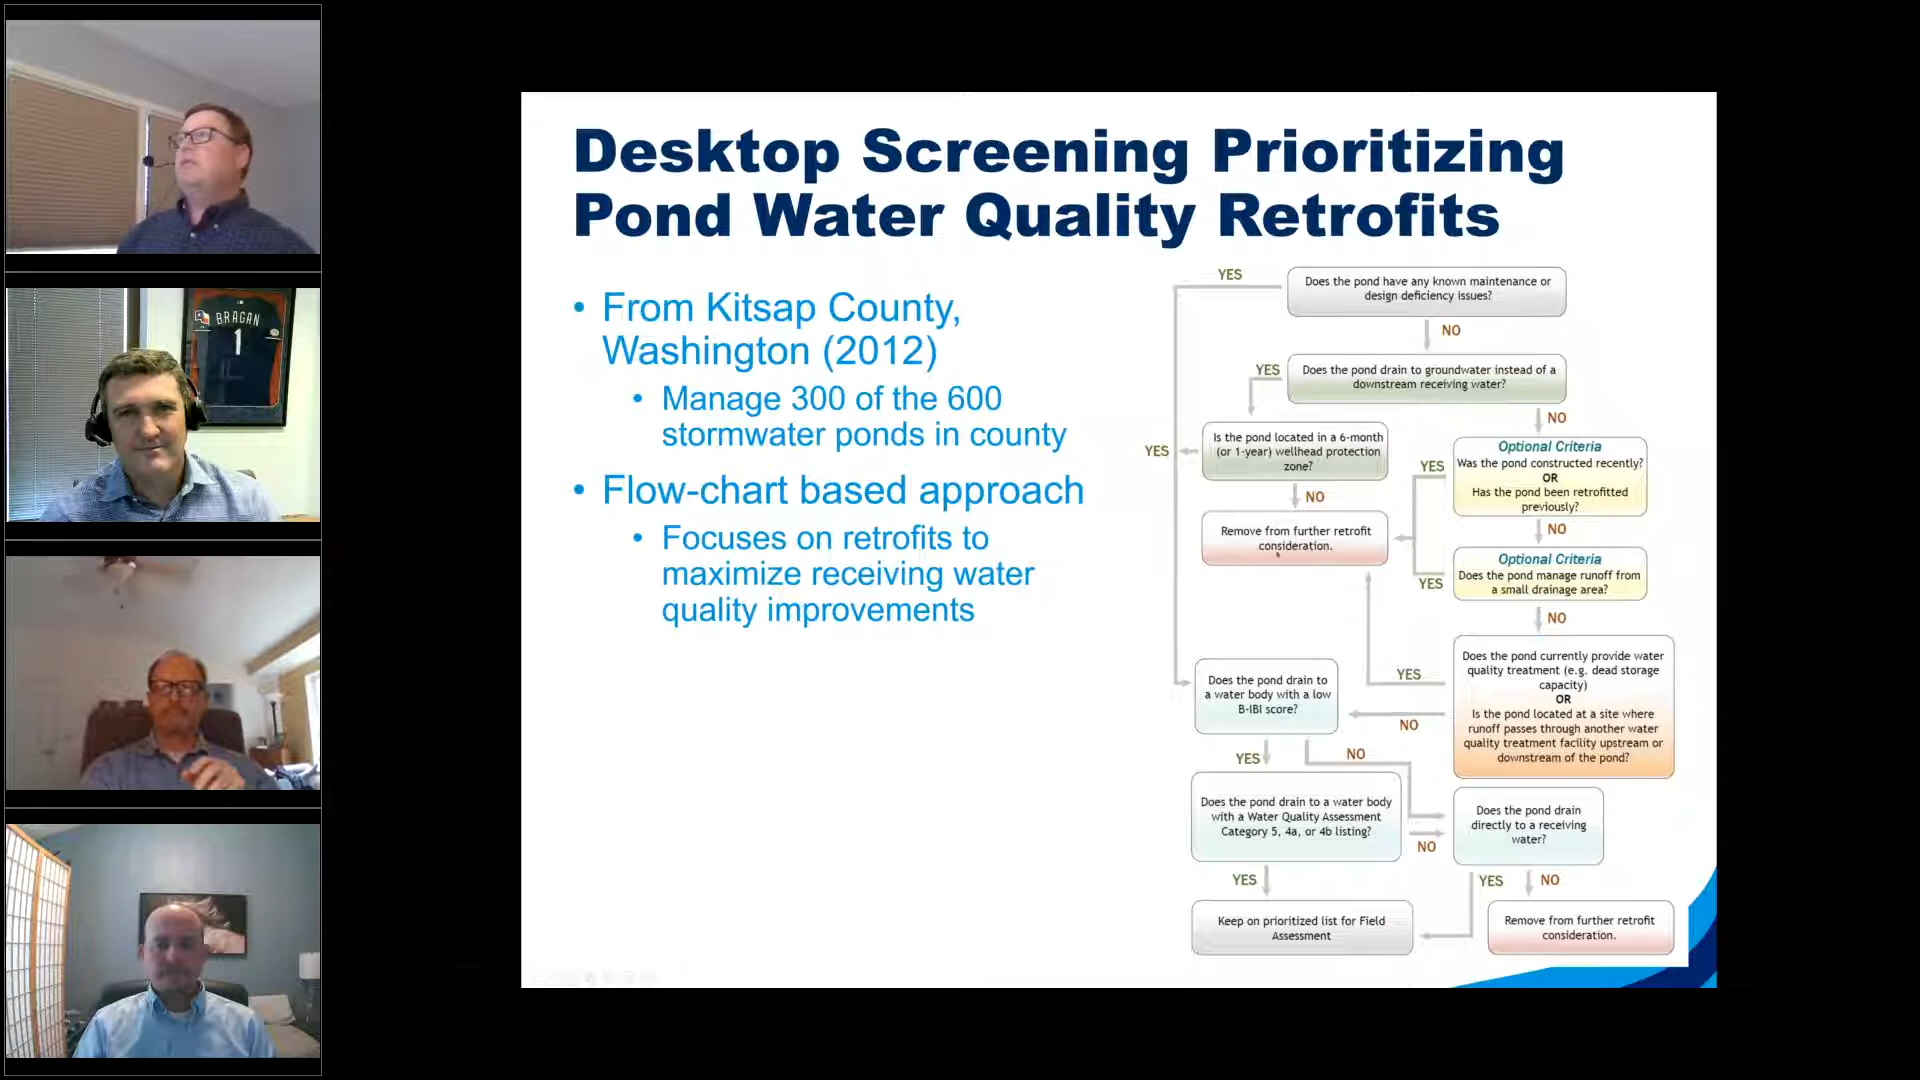 BRAGAN
1
Desktop Screening Prioritizing
Pond Water Quality Retrofits
• From Kitsap County,
Washington (2012)
• Manage 300 of the 600
stormwater ponds in county
• Flow-chart based approach
• Focuses on retrofits to
maximize receiving water
quality improvements
YES
Does the pond have any known maintenance or
design deficiency issues?
NO
YES
Does the pond drain to groundwater instead of a
downstream receiving water?
NO
YES
Is the pond located in a 6-month
(or 1-year) wellhead protection
zone?
NO
Remove from further retrofit
consideration.
YES
Optional Criteria
Was the pond constructed recently?
OR
Has the pond been retrofitted
previously?
NO
YES
Optional Criteria
Does the pond manage runoff from
a small drainage area?
NO
YES
Does the pond currently provide water
quality treatment (e.g. dead storage
capacity)
OR
Is the pond located at a site where
runoff passes through another water
quality treatment facility upstream or
downstream of the pond?
NO
Does the pond drain to
a water body with a low
B-IBI score?
YES
NO
Does the pond drain to a water body
with a Water Quality Assessment
Category 5, 4a, or 4b listing?
NO
Does the pond drain
directly to a receiving
water?
YES
YES
NO
Keep on prioritized list for Field
Assessment
Remove from further retrofit
consideration.